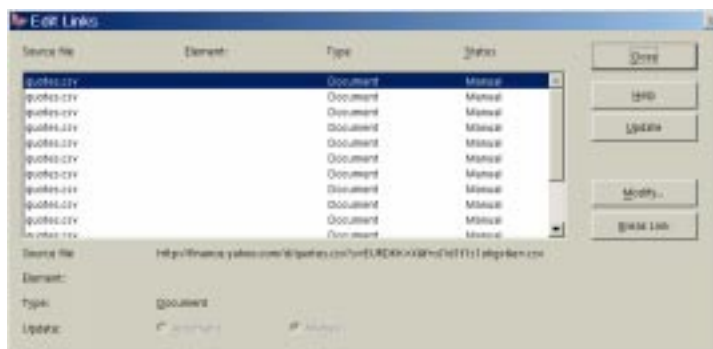 Edit Links
Source file Element: Type Status
quotes.csv Document Manual
quotes.csv Document Manual
quotes.csv Document Manual
quotes.csv Document Manual
quotes.csv Document Manual
quotes.csv Document Manual
quotes.csv Document Manual
quotes.csv Document Manual
quotes.csv Document Manual
quotes.csv Document Manual
Close
Help
Update
Modify...
Break Link
Source file
Element:
Type: Document
Update: Automatic Manual